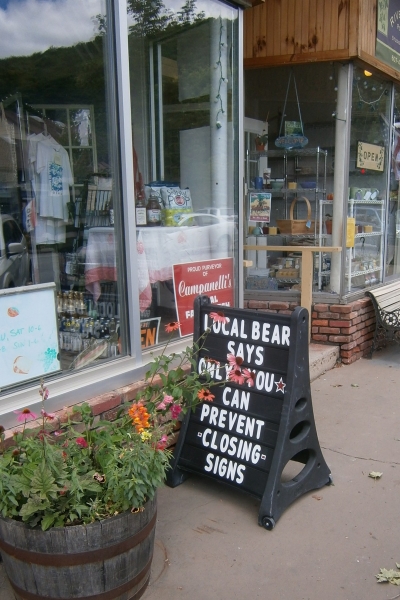 OPEN
PROUD PURVEYOR OF
Campanelli's
LOCAL BEAR
SAYS
ONLY YOU
CAN
PREVENT
-CLOSING-
SIGNS